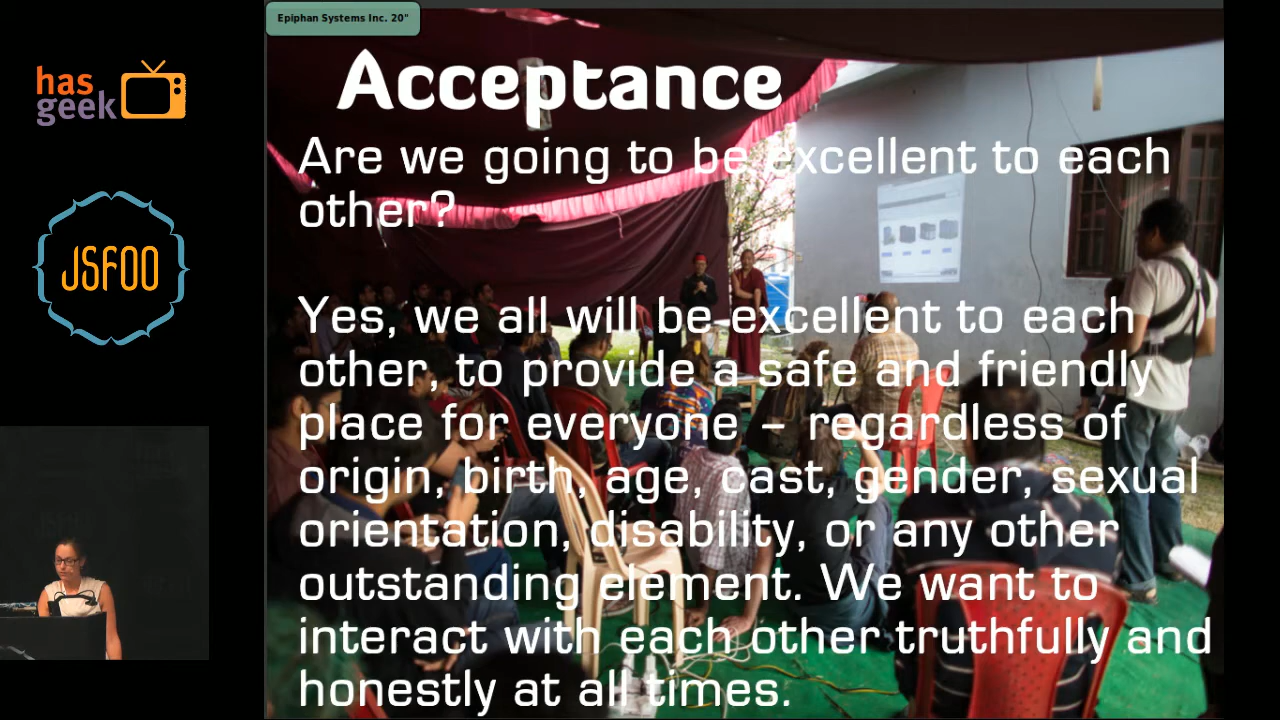 Epiphan Systems Inc. 20"
has
geek
JSFOO
Acceptance
Are we going to be excellent to each
other?
Yes, we all will be excellent to each
other, to provide a safe and friendly
place for everyone – regardless of
origin, birth, age, cast, gender, sexual
orientation, disability, or any other
outstanding element. We want to
interact with each other truthfully and
honestly at all times.